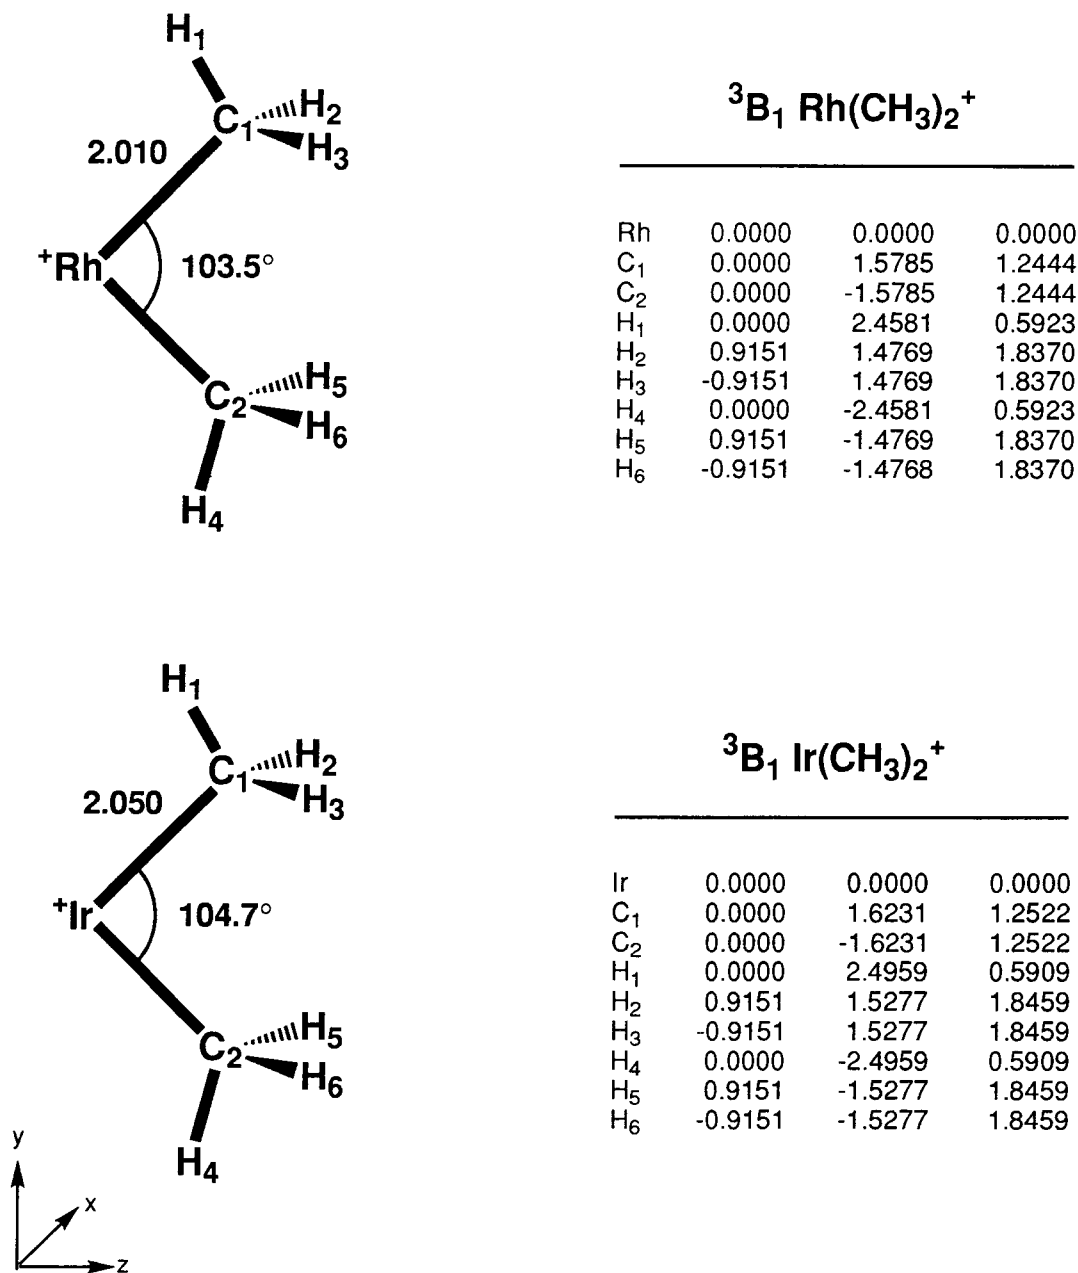 H1
C1 H2
H3
2.010
+Rh 103.5°
C2 H5
H6
H4
3B1 Rh(CH3)2+
Rh 0.0000 0.0000 0.0000
C1 0.0000 1.5785 1.2444
C2 0.0000 -1.5785 1.2444
H1 0.0000 2.4581 0.5923
H2 0.9151 1.4769 1.8370
H3 -0.9151 1.4769 1.8370
H4 0.0000 -2.4581 0.5923
H5 0.9151 -1.4769 1.8370
H6 -0.9151 -1.4768 1.8370
H1
C1 H2
H3
2.050
+Ir 104.7°
C2 H5
H6
H4
3B1 Ir(CH3)2+
Ir 0.0000 0.0000 0.0000
C1 0.0000 1.6231 1.2522
C2 0.0000 -1.6231 1.2522
H1 0.0000 2.4959 0.5909
H2 0.9151 1.5277 1.8459
H3 -0.9151 1.5277 1.8459
H4 0.0000 -2.4959 0.5909
H5 0.9151 -1.5277 1.8459
H6 -0.9151 -1.5277 1.8459
y
x
z